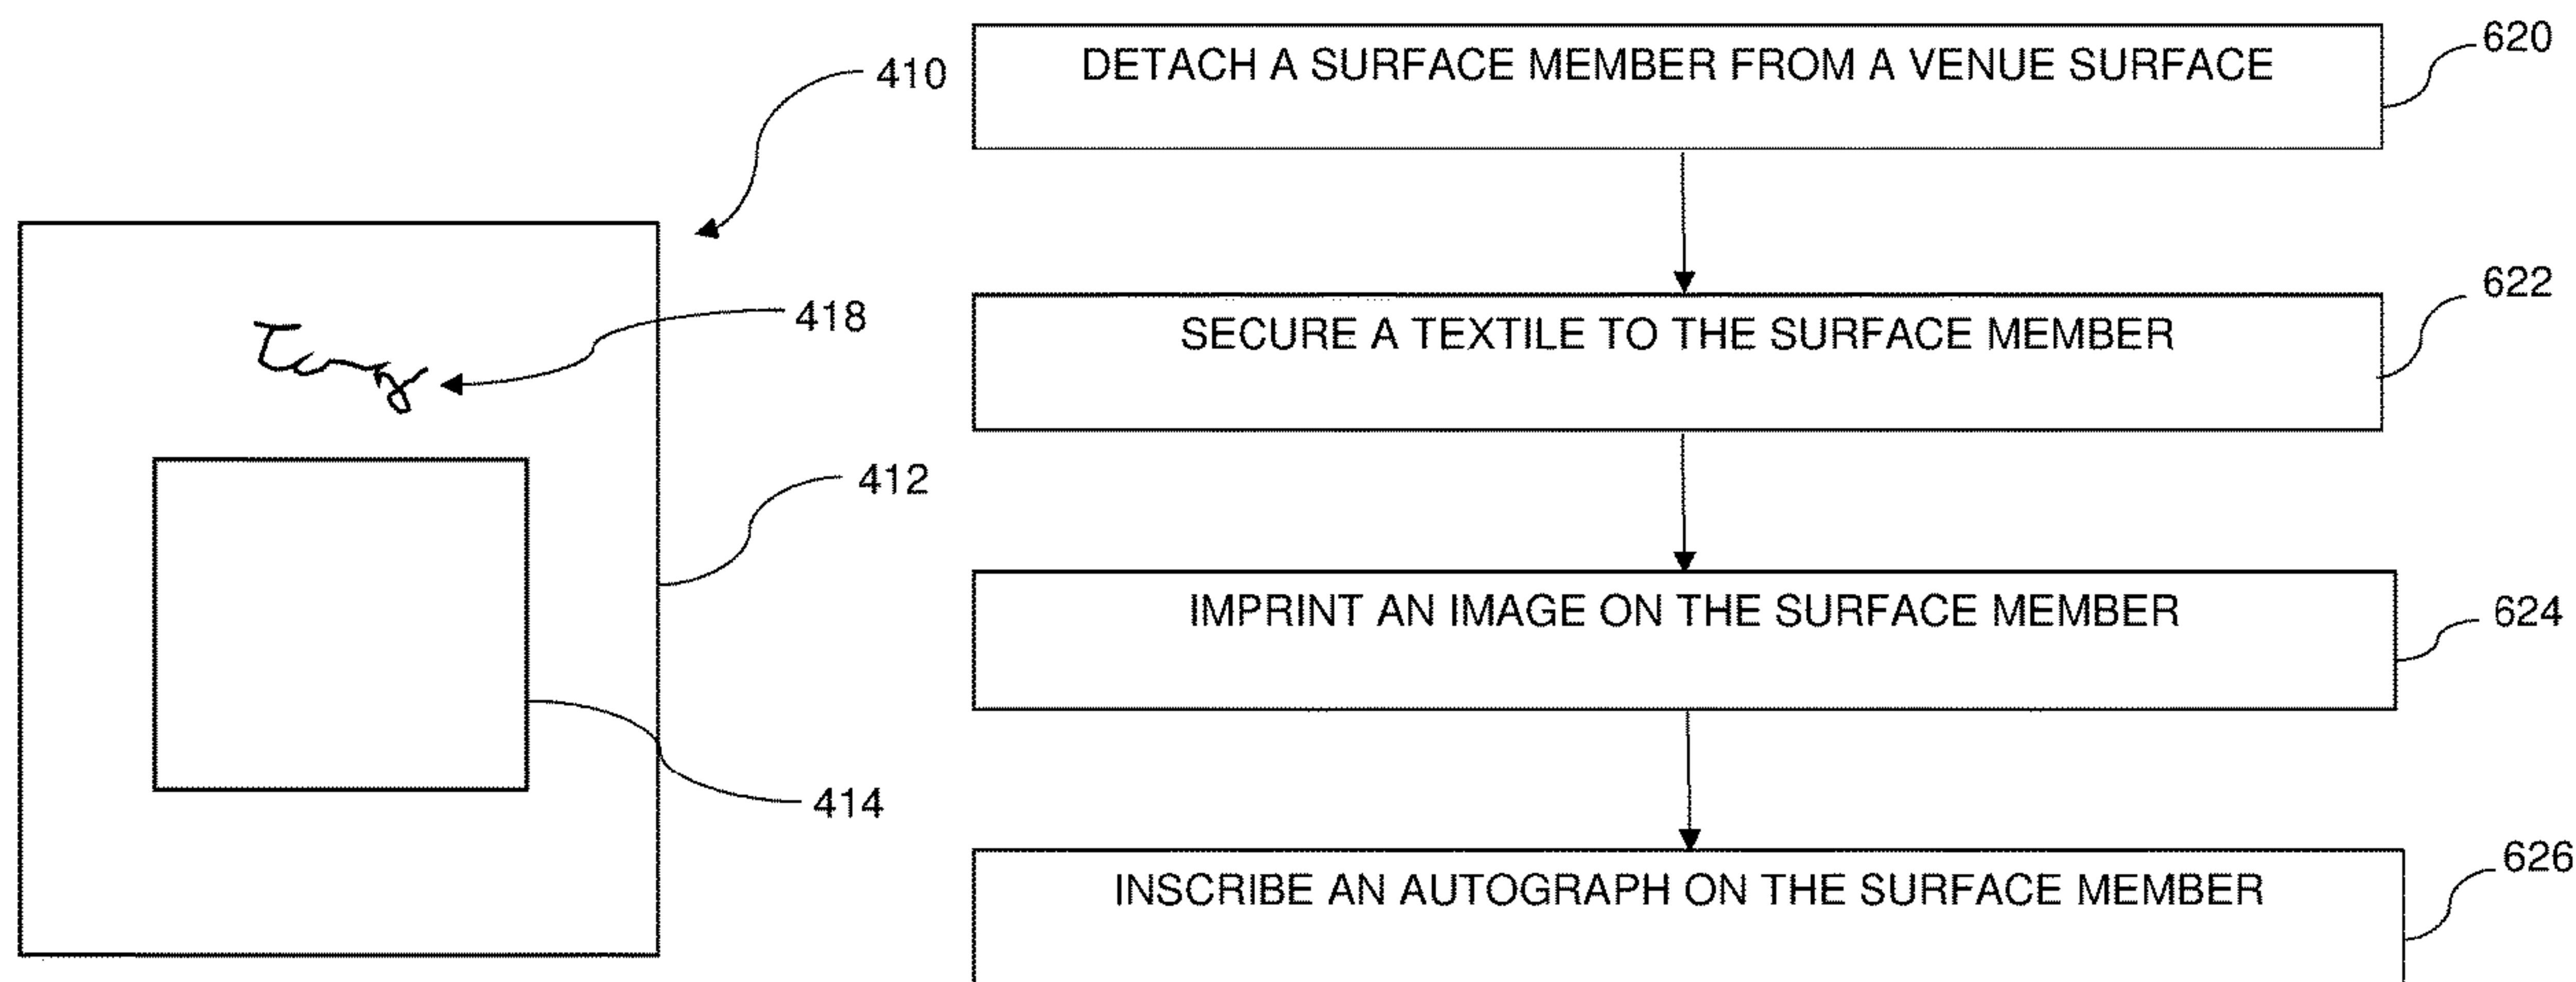 410
418
412
414
DETACH A SURFACE MEMBER FROM A VENUE SURFACE
620
SECURE A TEXTILE TO THE SURFACE MEMBER
622
IMPRINT AN IMAGE ON THE SURFACE MEMBER
624
INSCRIBE AN AUTOGRAPH ON THE SURFACE MEMBER
626